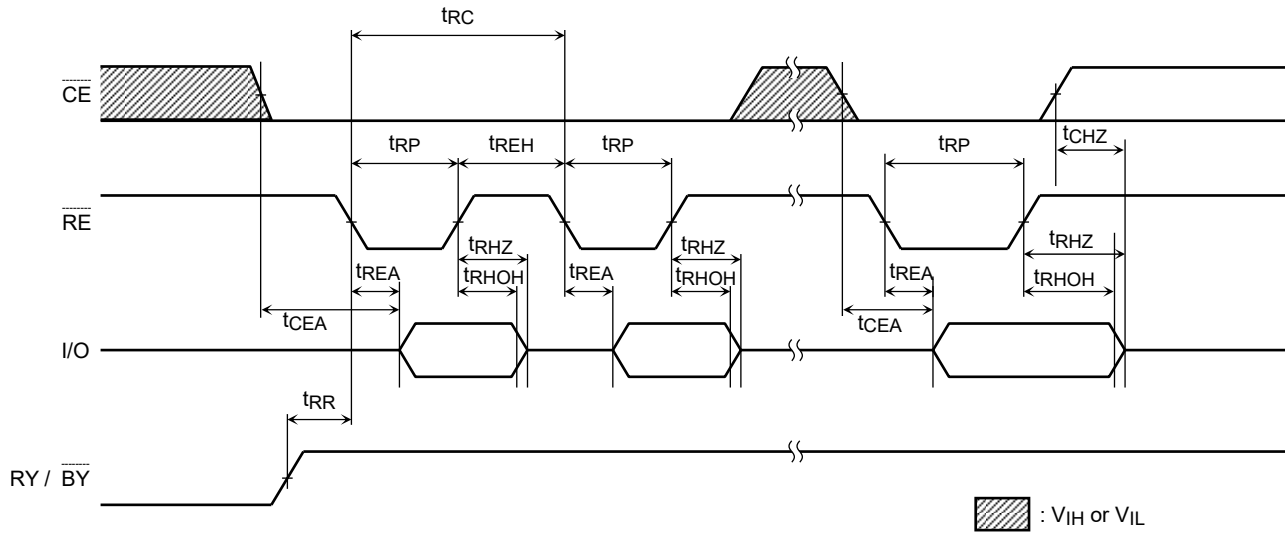 tRC
CE
tRP tREH tRP tRP tCHZ
RE
tRHZ tRHZ tRHZ
tREA tRHOH tREA tRHOH tREA tRHOH
tCEA tCEA
I/O
tRR
RY / BY
: VIH or VIL